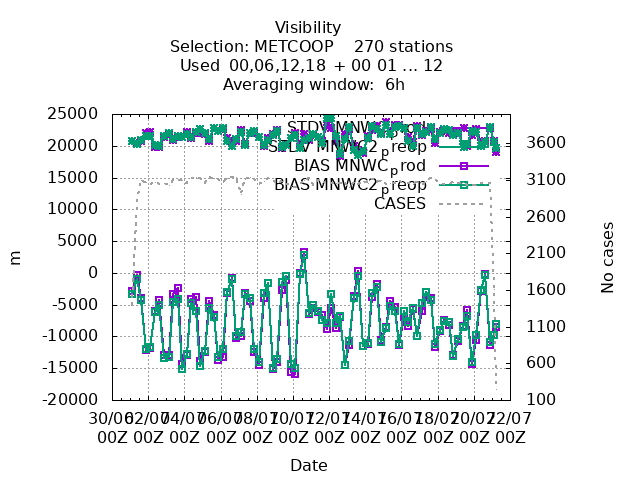 Visibility
Selection: METCOOP 270 stations
Used 00,06,12,18 + 00 01 ... 12
Averaging window: 6h
25000
20000
15000
10000
5000
0
-5000
-10000
-15000
-20000
m
3600
3100
2600
2100
1600
1100
600
100
No cases
STDV MNWC_prod
STDV MNWC2_preop
BIAS MNWC_prod
BIAS MNWC2_preop
CASES
30/06 02/07 04/07 06/07 08/07 10/07 12/07 14/07 16/07 18/07 20/07 22/07
00Z 00Z 00Z 00Z 00Z 00Z 00Z 00Z 00Z 00Z 00Z 00Z
Date